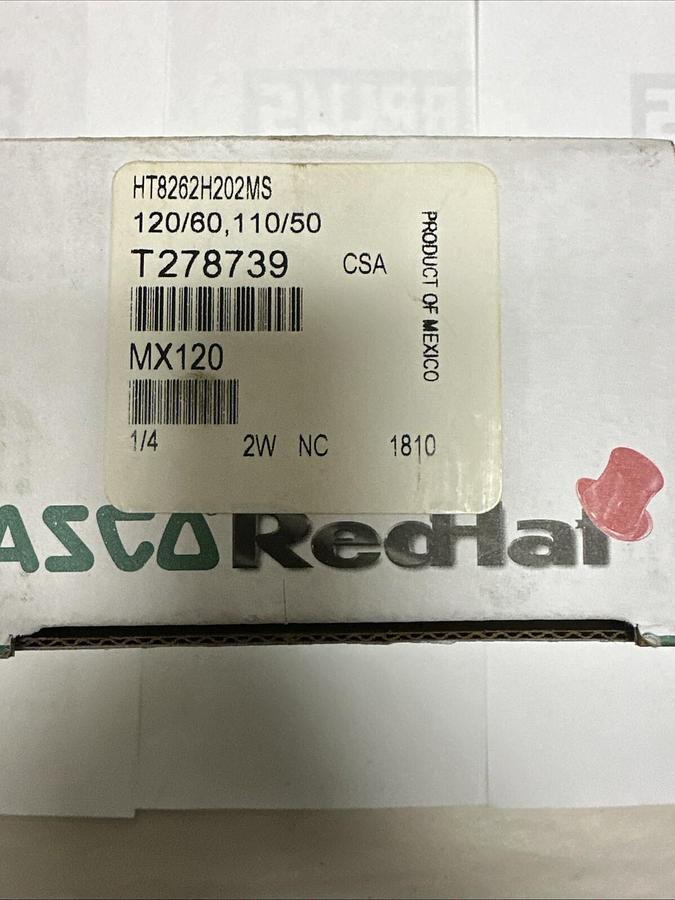 HT8262H202MS
120/60,110/50
T278739 CSA
PRODUCT OF MEXICO
MX120
1/4 2W NC 1810
ASCO RedHat